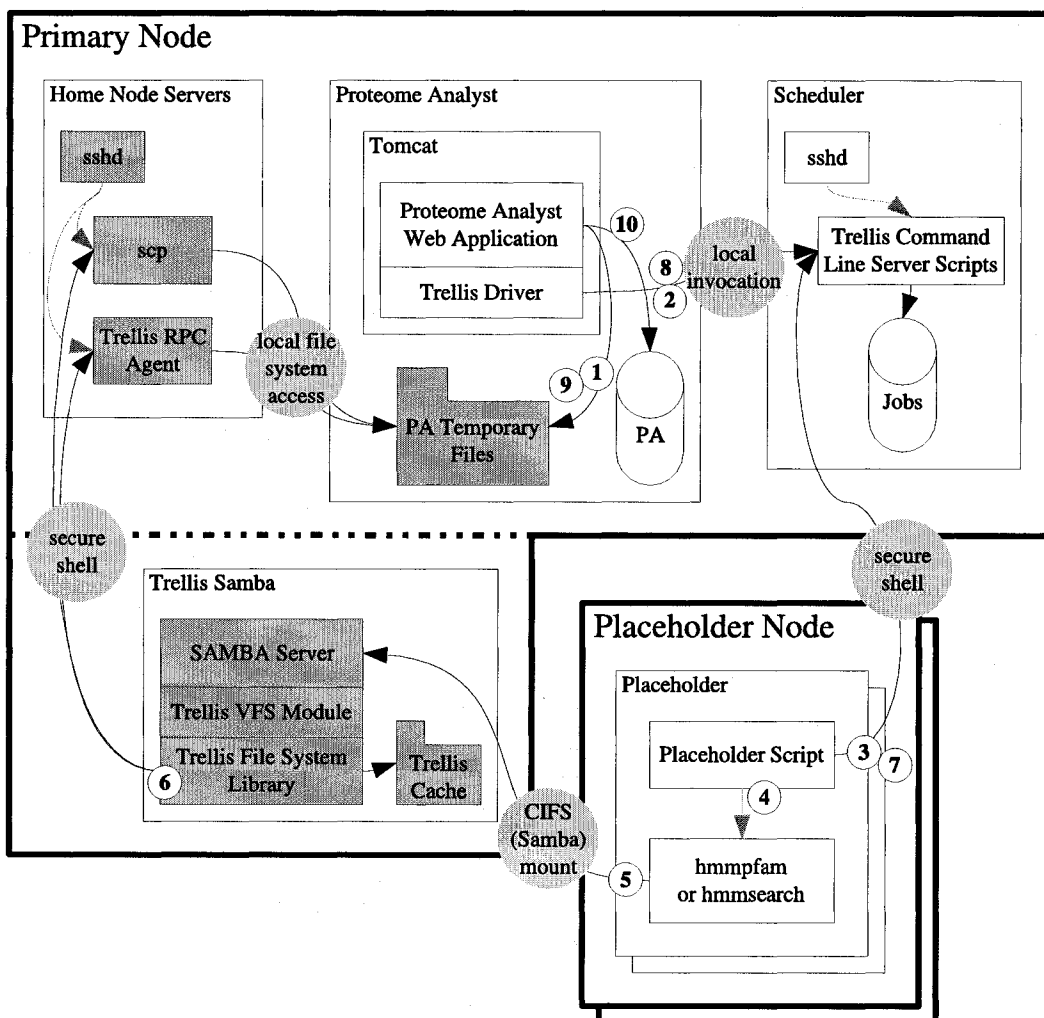 Primary Node
Home Node Servers
sshd
scp
Trellis RPC
Agent
local file
system
access
Proteome Analyst
Tomcat
Proteome Analyst
Web Application
Trellis Driver
10
8
2
local
invocation
9
1
PA Temporary
Files
PA
Scheduler
sshd
Trellis Command
Line Server Scripts
Jobs
secure
shell
secure
shell
Trellis Samba
SAMBA Server
Trellis VFS Module
Trellis File System
Library
6
Trellis
Cache
CIFS
(Samba)
mount
Placeholder Node
Placeholder
Placeholder Script
3
7
4
5
hmmpfam
or hmmsearch